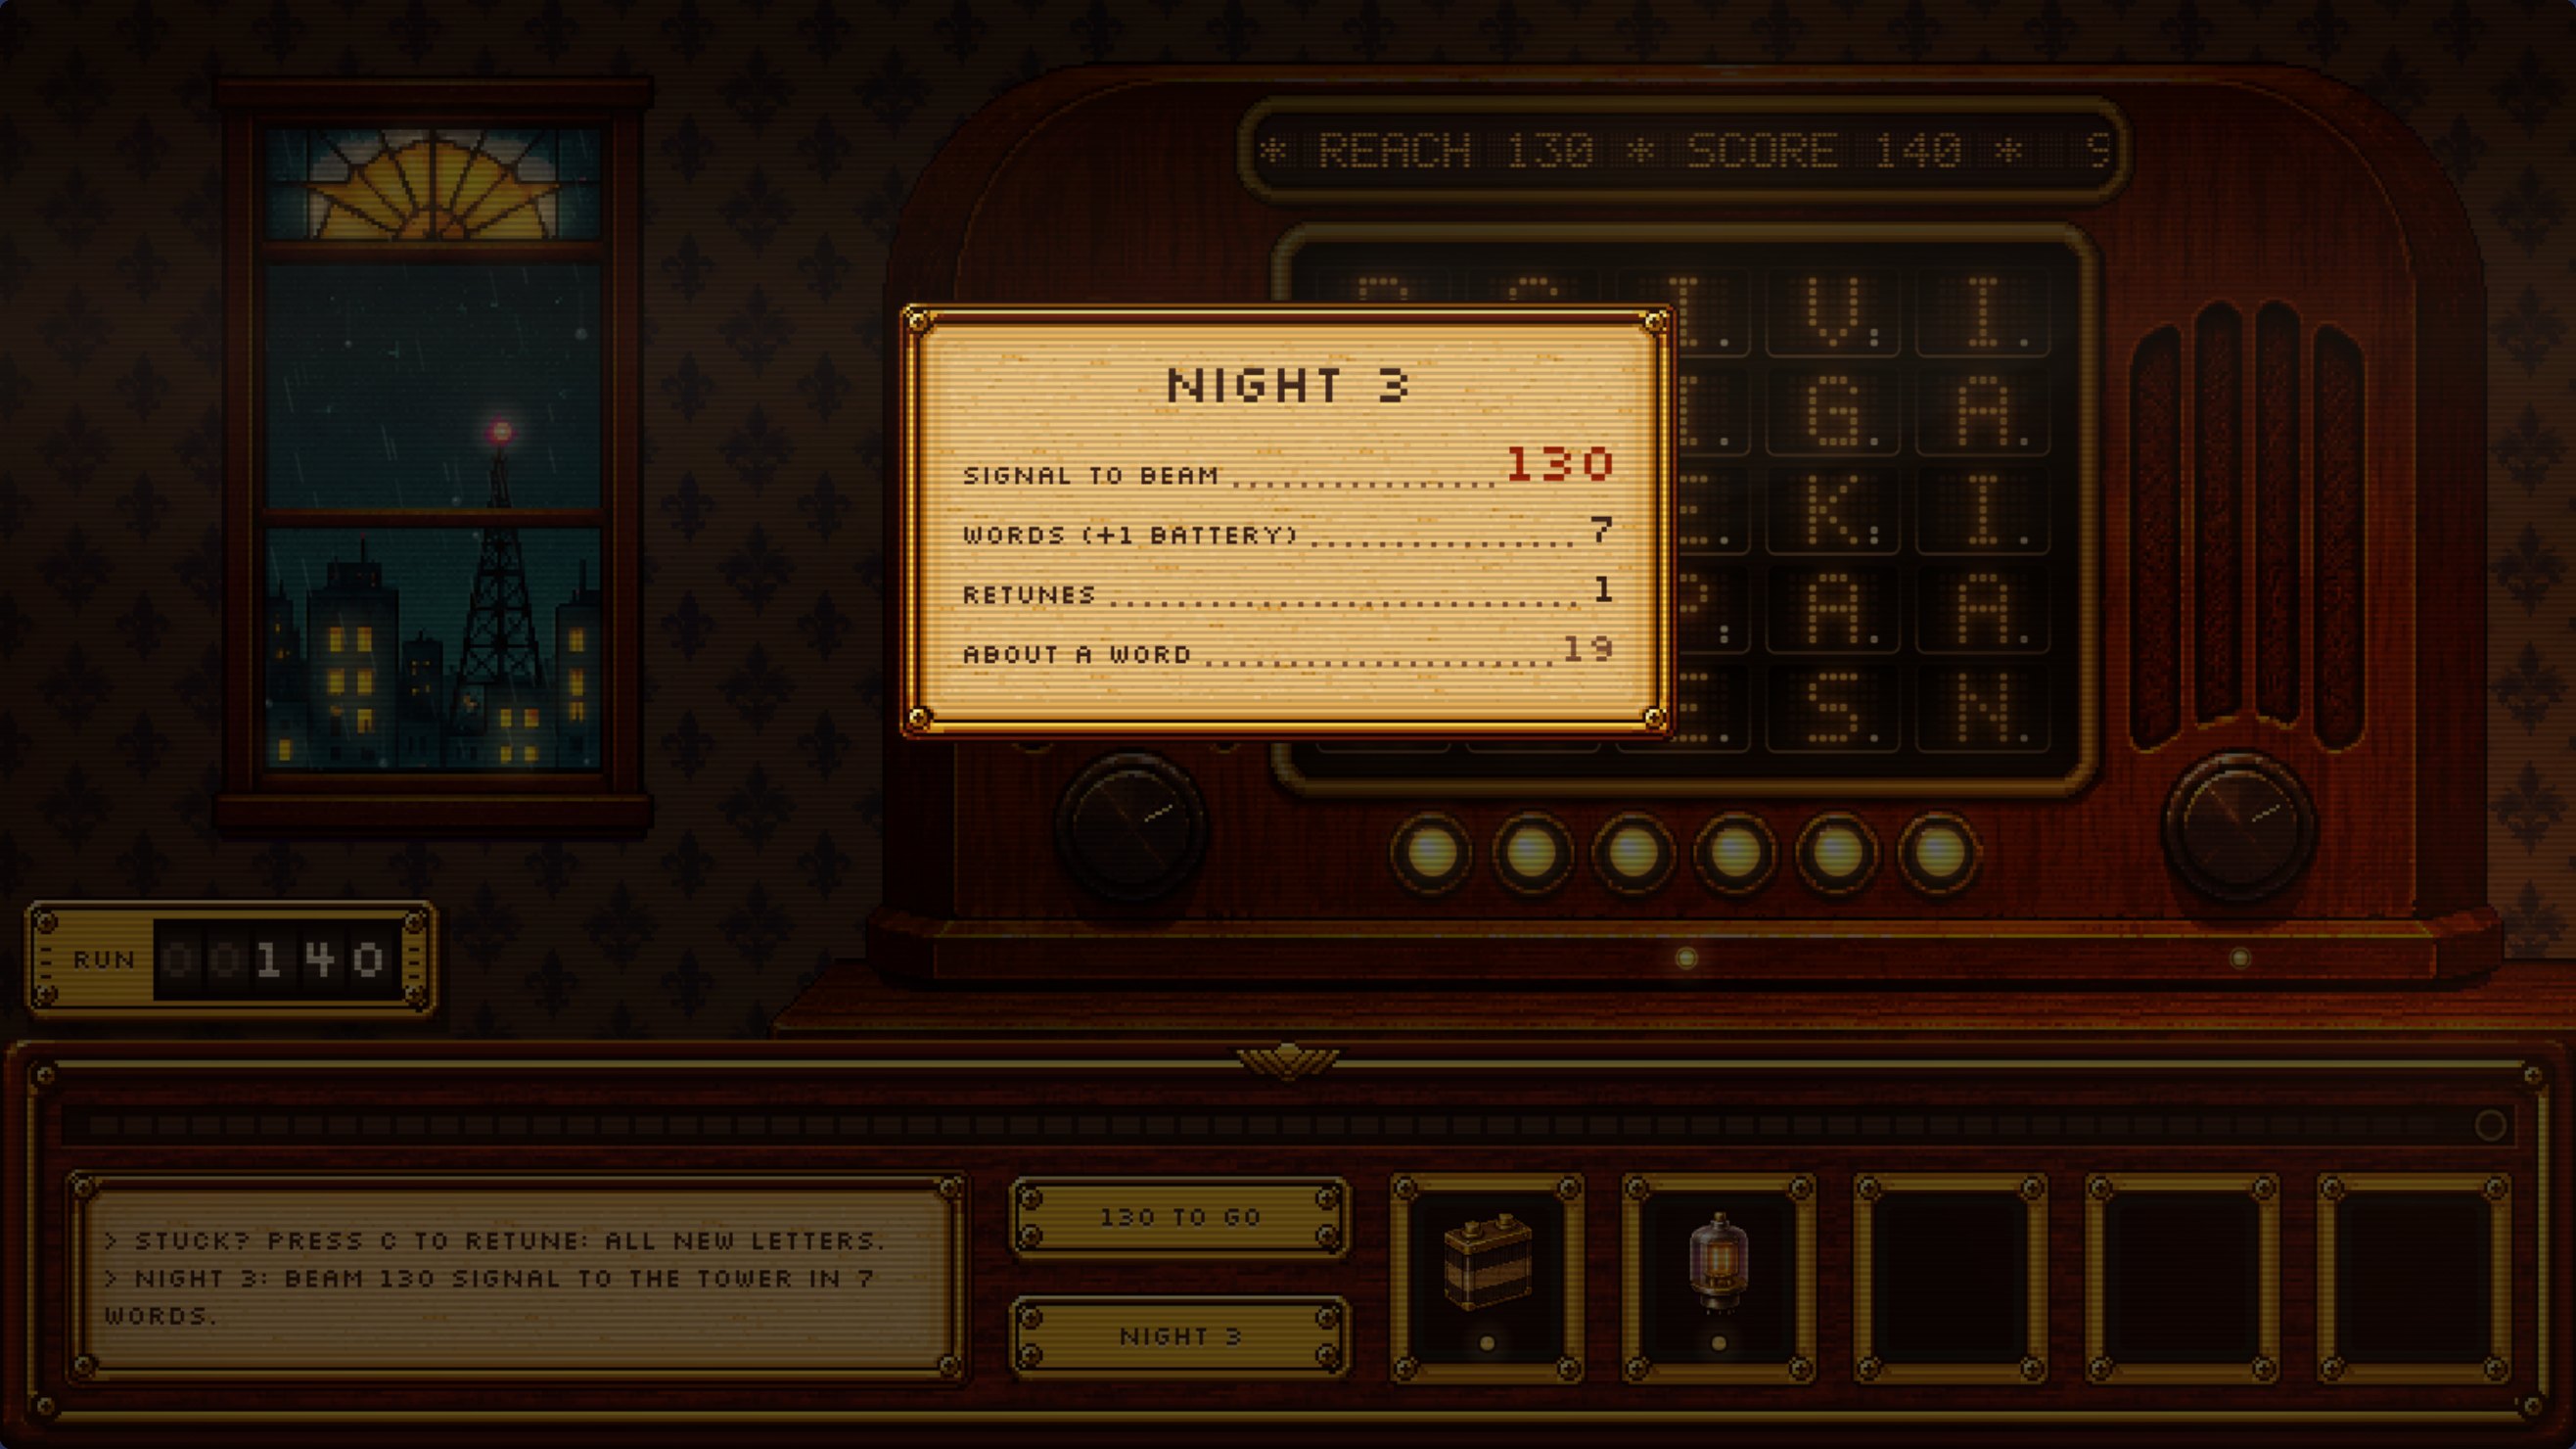 * REACH 130 * SCORE 140 * 9
I. V: I.
G. A.
K: I.
A. A.
S. N.
NIGHT 3
SIGNAL TO BEAM 130
WORDS (+1 BATTERY) 7
RETUNES 1
ABOUT A WORD 19
RUN 00140
> STUCK? PRESS C TO RETUNE: ALL NEW LETTERS.
> NIGHT 3: BEAM 130 SIGNAL TO THE TOWER IN 7
WORDS.
130 TO GO
NIGHT 3